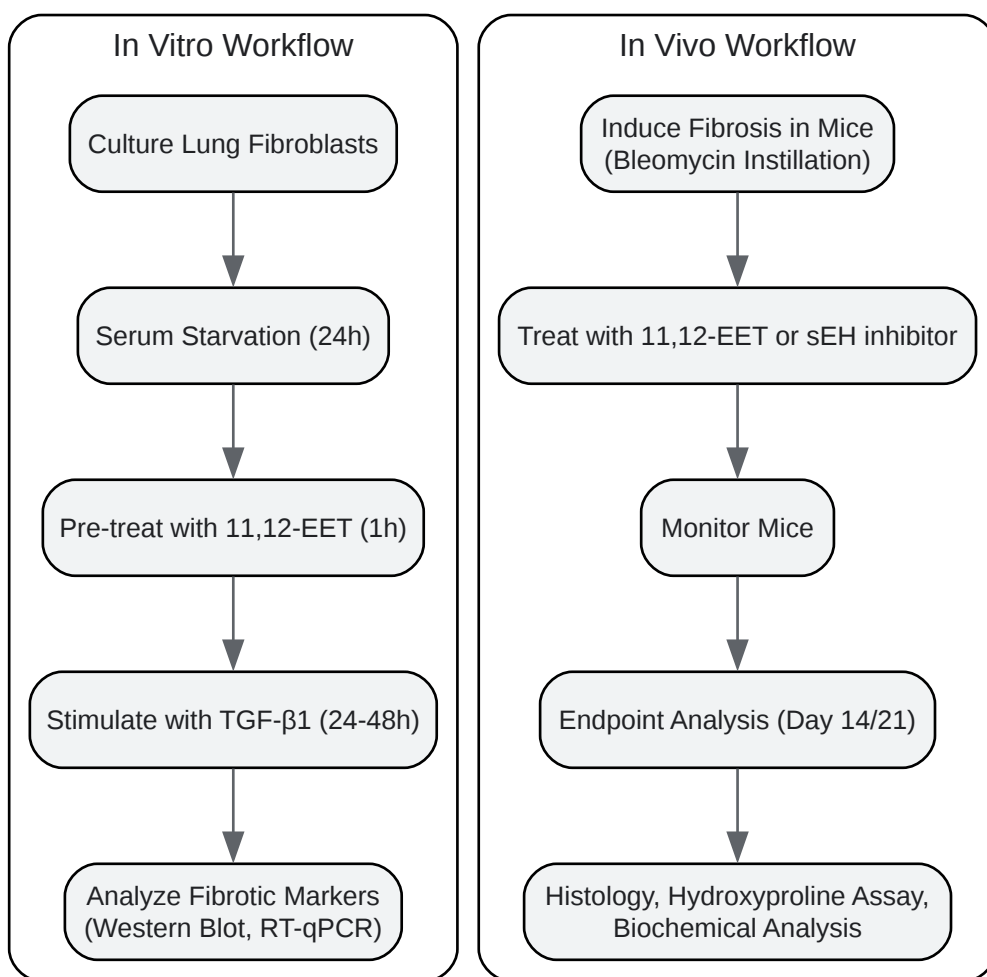 In Vitro Workflow
Culture Lung Fibroblasts
Serum Starvation (24h)
Pre-treat with 11,12-EET (1h)
Stimulate with TGF-β1 (24-48h)
Analyze Fibrotic Markers
(Western Blot, RT-qPCR)
In Vivo Workflow
Induce Fibrosis in Mice
(Bleomycin Instillation)
Treat with 11,12-EET or sEH inhibitor
Monitor Mice
Endpoint Analysis (Day 14/21)
Histology, Hydroxyproline Assay,
Biochemical Analysis